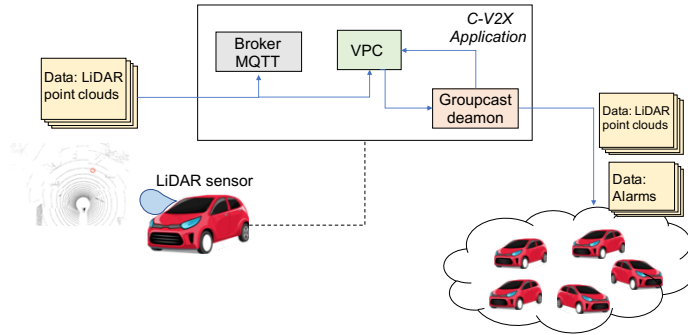 C-V2X
Application
Broker
MQTT
VPC
Data: LiDAR
point clouds
Groupcast
deamon
Data: LiDAR
point clouds
LiDAR sensor
Data:
Alarms